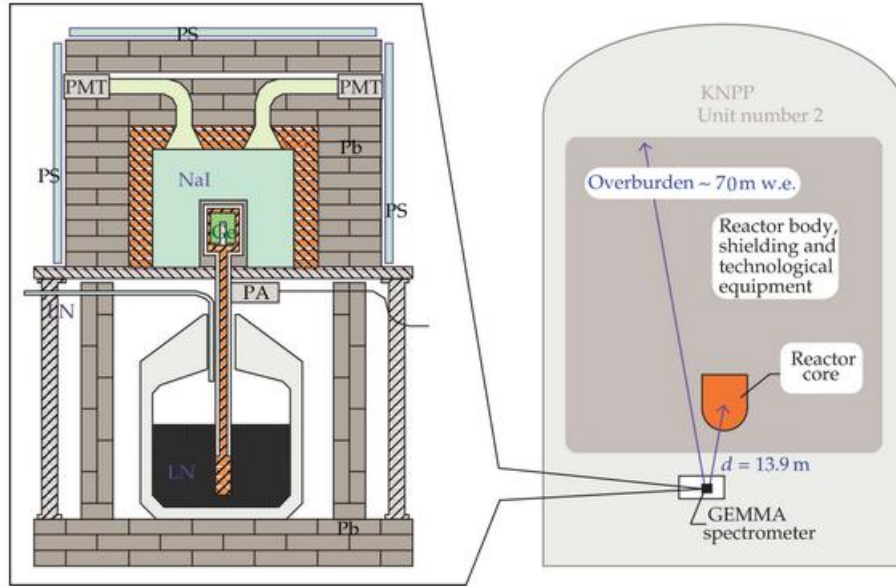 PS
PMT
PMT
Pb
PS
NaI
PS
Ge
PA
LN
LN
Pb
KNPP
Unit number 2
Overburden ~ 70 m w.e.
Reactor body,
shielding and
technological
equipment
Reactor
core
d = 13.9 m
GEMMA
spectrometer